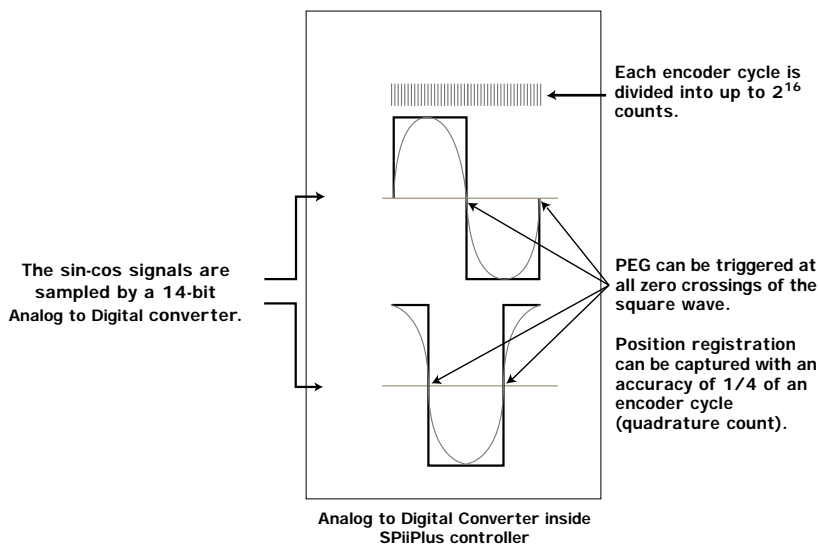 Each encoder cycle is
divided into up to 2^16
counts.
The sin-cos signals are
sampled by a 14-bit
Analog to Digital converter.
PEG can be triggered at
all zero crossings of the
square wave.
Position registration
can be captured with an
accuracy of 1/4 of an
encoder cycle
(quadrature count).
Analog to Digital Converter inside
SPiiPlus controller